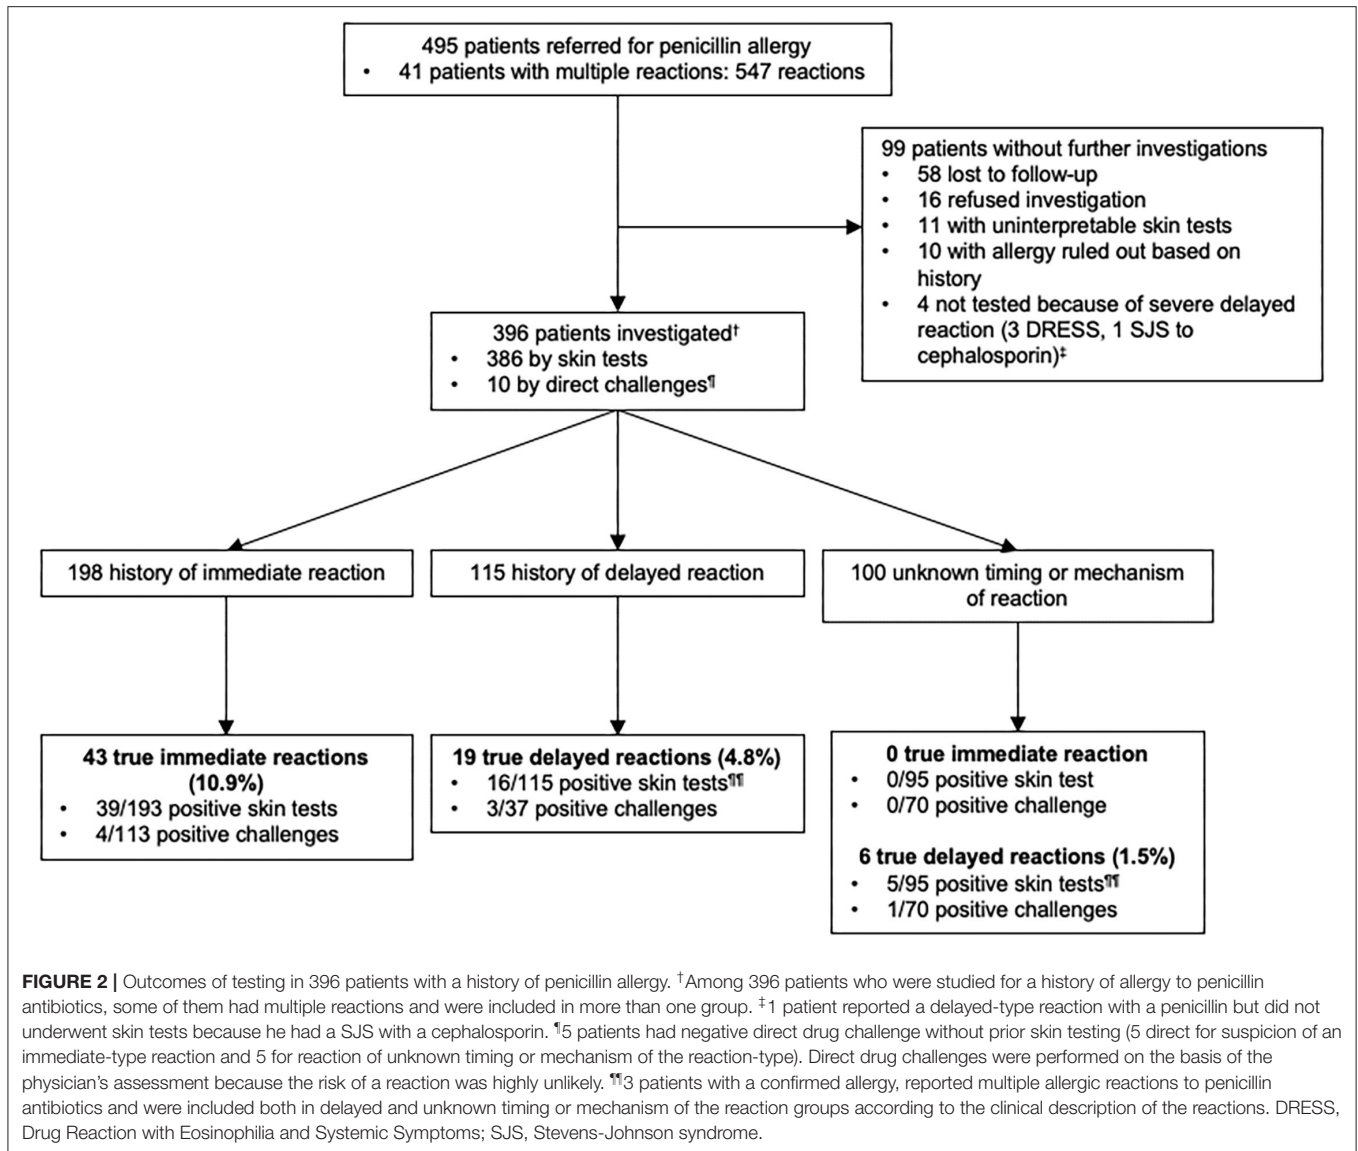 495 patients referred for penicillin allergy
• 41 patients with multiple reactions: 547 reactions
99 patients without further investigations
• 58 lost to follow-up
• 16 refused investigation
• 11 with uninterpretable skin tests
• 10 with allergy ruled out based on
history
• 4 not tested because of severe delayed
reaction (3 DRESS, 1 SJS to
cephalosporin)‡
396 patients investigated†
• 386 by skin tests
• 10 by direct challenges¶
198 history of immediate reaction
115 history of delayed reaction
100 unknown timing or mechanism
of reaction
43 true immediate reactions
(10.9%)
• 39/193 positive skin tests
• 4/113 positive challenges
19 true delayed reactions (4.8%)
• 16/115 positive skin tests¶¶
• 3/37 positive challenges
0 true immediate reaction
• 0/95 positive skin test
• 0/70 positive challenge
6 true delayed reactions (1.5%)
• 5/95 positive skin tests¶¶
• 1/70 positive challenges
FIGURE 2 | Outcomes of testing in 396 patients with a history of penicillin allergy. †Among 396 patients who were studied for a history of allergy to penicillin
antibiotics, some of them had multiple reactions and were included in more than one group. ‡1 patient reported a delayed-type reaction with a penicillin but did not
underwent skin tests because he had a SJS with a cephalosporin. ¶5 patients had negative direct drug challenge without prior skin testing (5 direct for suspicion of an
immediate-type reaction and 5 for reaction of unknown timing or mechanism of the reaction-type). Direct drug challenges were performed on the basis of the
physician's assessment because the risk of a reaction was highly unlikely. ¶¶3 patients with a confirmed allergy, reported multiple allergic reactions to penicillin
antibiotics and were included both in delayed and unknown timing or mechanism of the reaction groups according to the clinical description of the reactions. DRESS,
Drug Reaction with Eosinophilia and Systemic Symptoms; SJS, Stevens-Johnson syndrome.